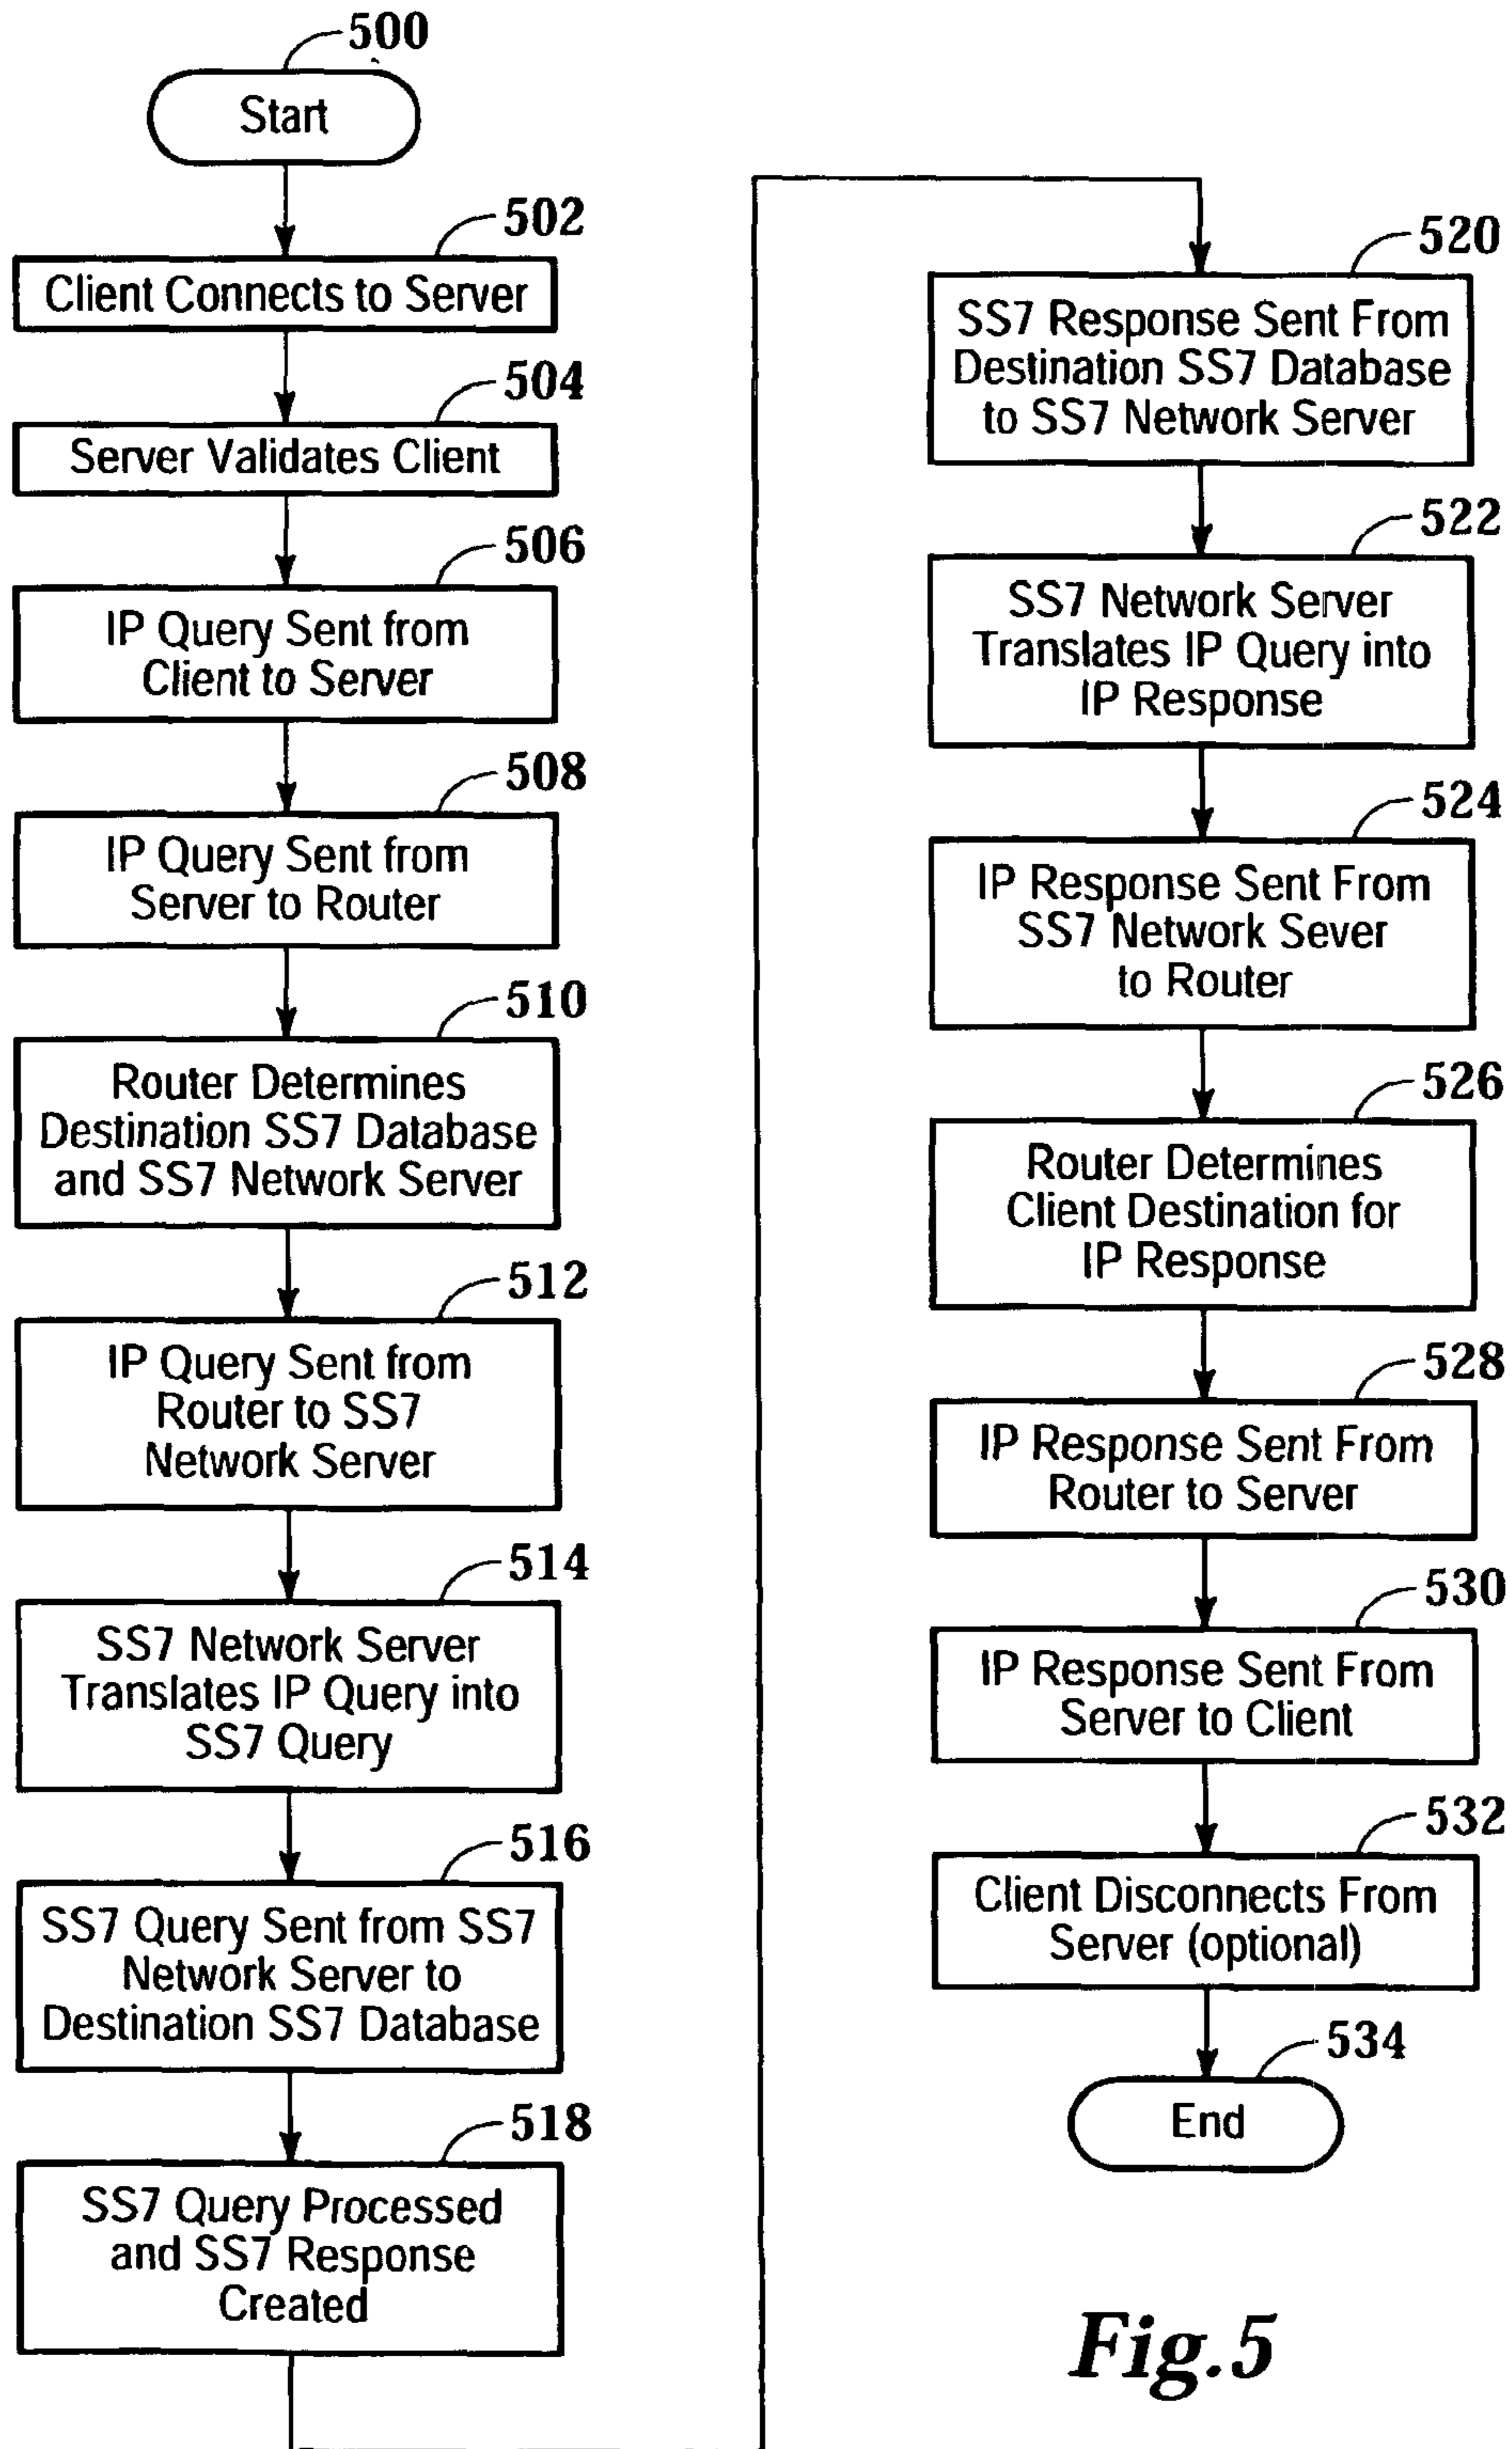 500
Start
502
Client Connects to Server
504
Server Validates Client
506
IP Query Sent from
Client to Server
508
IP Query Sent from
Server to Router
510
Router Determines
Destination SS7 Database
and SS7 Network Server
512
IP Query Sent from
Router to SS7
Network Server
514
SS7 Network Server
Translates IP Query into
SS7 Query
516
SS7 Query Sent from SS7
Network Server to
Destination SS7 Database
518
SS7 Query Processed
and SS7 Response
Created
520
SS7 Response Sent From
Destination SS7 Database
to SS7 Network Server
522
SS7 Network Server
Translates IP Query into
IP Response
524
IP Response Sent From
SS7 Network Sever
to Router
526
Router Determines
Client Destination for
IP Response
528
IP Response Sent From
Router to Server
530
IP Response Sent From
Server to Client
532
Client Disconnects From
Server (optional)
534
End
Fig.5